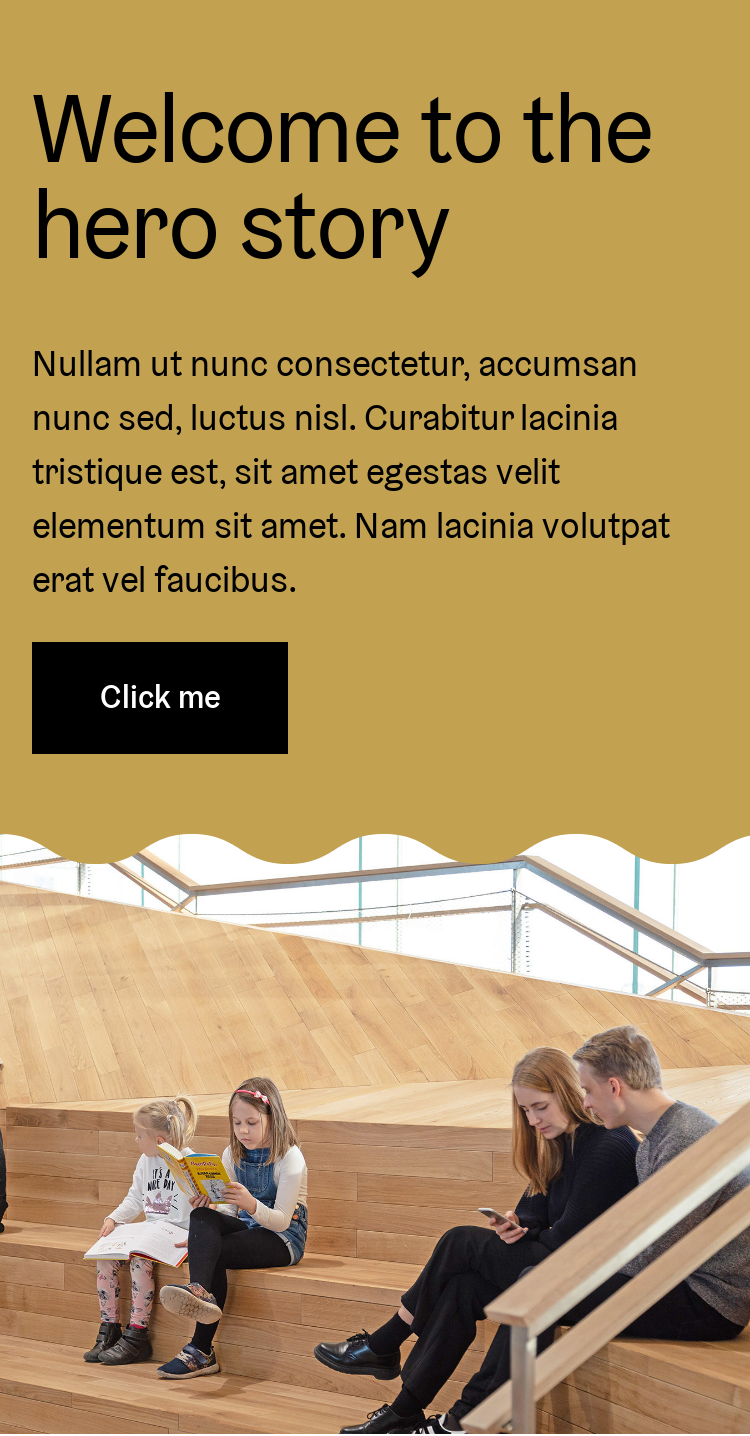 Welcome to the
hero story
Nullam ut nunc consectetur, accumsan
nunc sed, luctus nisl. Curabitur lacinia
tristique est, sit amet egestas velit
elementum sit amet. Nam lacinia volutpat
erat vel faucibus.
Click me
IT'S A
NICE DAY